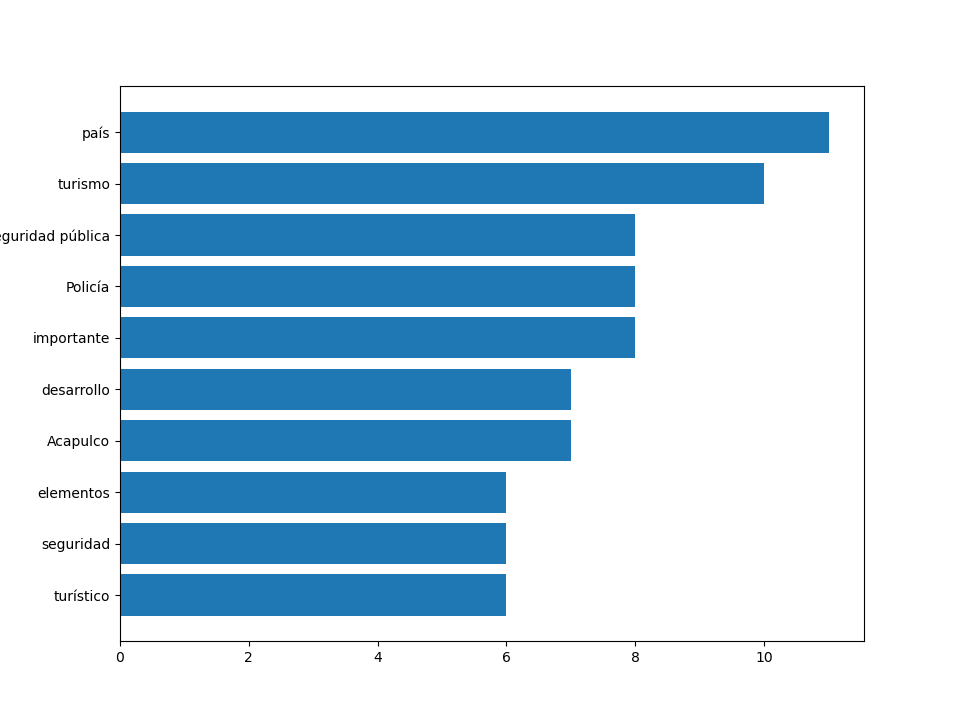 país
turismo
eguridad pública
Policía
importante
desarrollo
Acapulco
elementos
seguridad
turístico
0 2 4 6 8 10